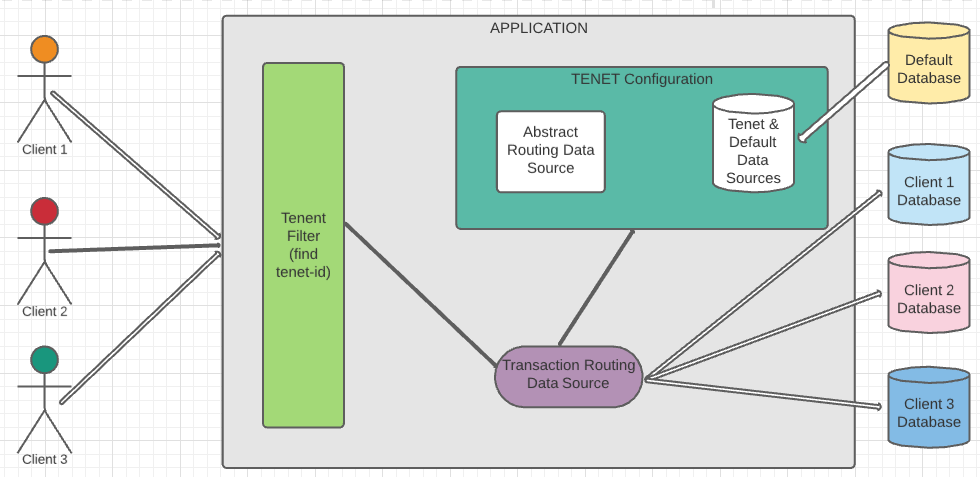 APPLICATION
Client 1
Client 2
Client 3
Tenent
Filter
(find
tenet-id)
TENET Configuration
Abstract
Routing Data
Source
Tenet &
Default
Data
Sources
Transaction Routing
Data Source
Default
Database
Client 1
Database
Client 2
Database
Client 3
Database